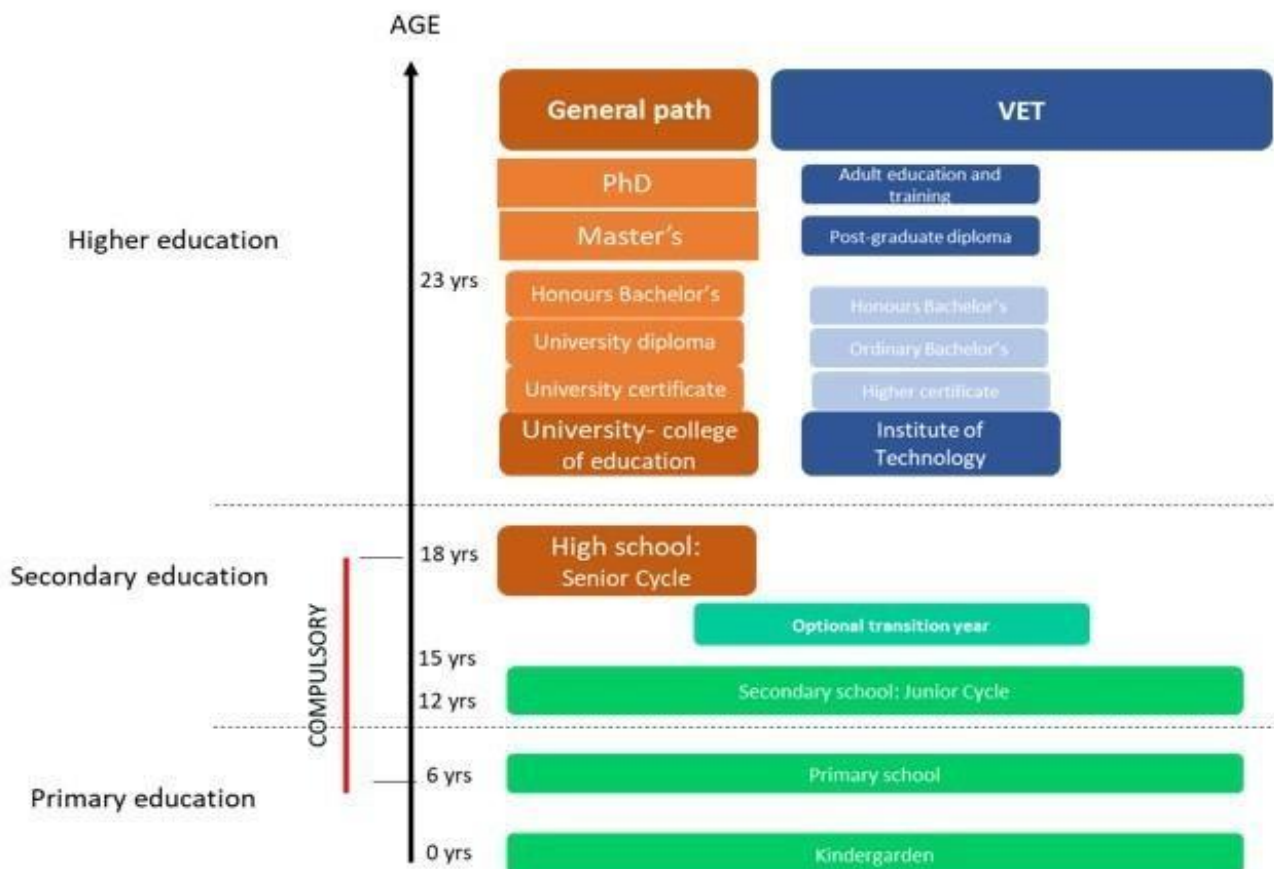 AGE
General path
VET
PhD
Adult education and
training
Higher education
Master's
Post-graduate diploma
23 yrs
Honours Bachelor's
Honours Bachelor's
University diploma
Ordinary Bachelor's
University certificate
Higher certificate
University- college
of education
Institute of
Technology
18 yrs
High school:
Senior Cycle
Secondary education
COMPULSORY
Optional transition year
15 yrs
Secondary school: Junior Cycle
12 yrs
6 yrs
Primary school
Primary education
0 yrs
Kindergarden